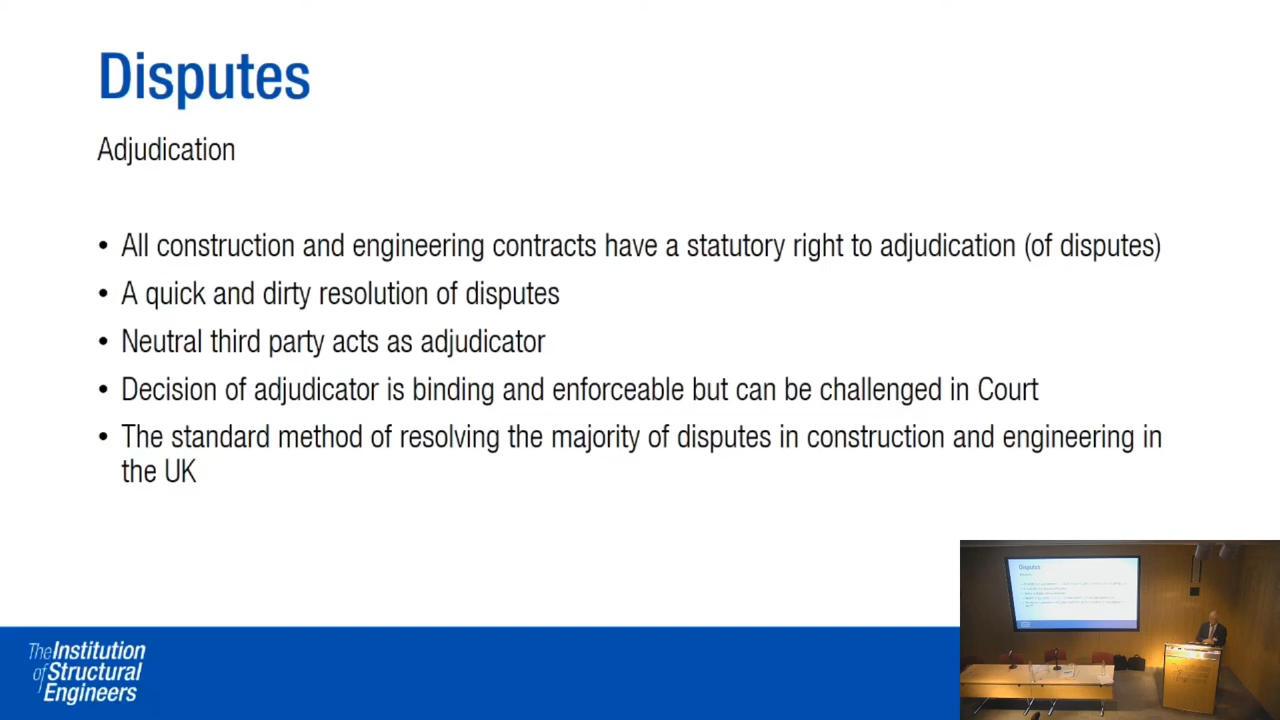 Disputes
Adjudication
• All construction and engineering contracts have a statutory right to adjudication (of disputes)
• A quick and dirty resolution of disputes
• Neutral third party acts as adjudicator
• Decision of adjudicator is binding and enforceable but can be challenged in Court
• The standard method of resolving the majority of disputes in construction and engineering in
the UK
The Institution
of Structural
Engineers
Disputes